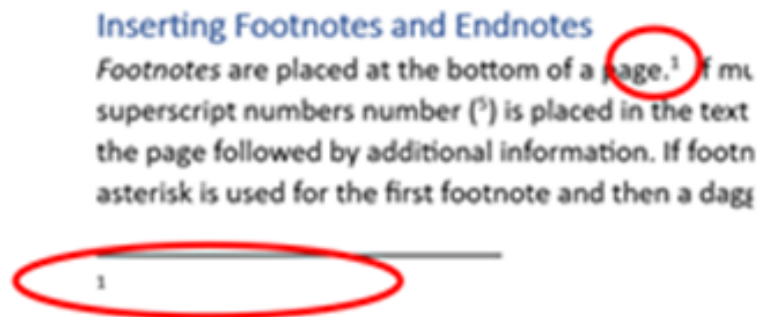 Inserting Footnotes and Endnotes
Footnotes are placed at the bottom of a page.¹ If mu
superscript numbers number (⁵) is placed in the text
the page followed by additional information. If footn
asterisk is used for the first footnote and then a dagg
1